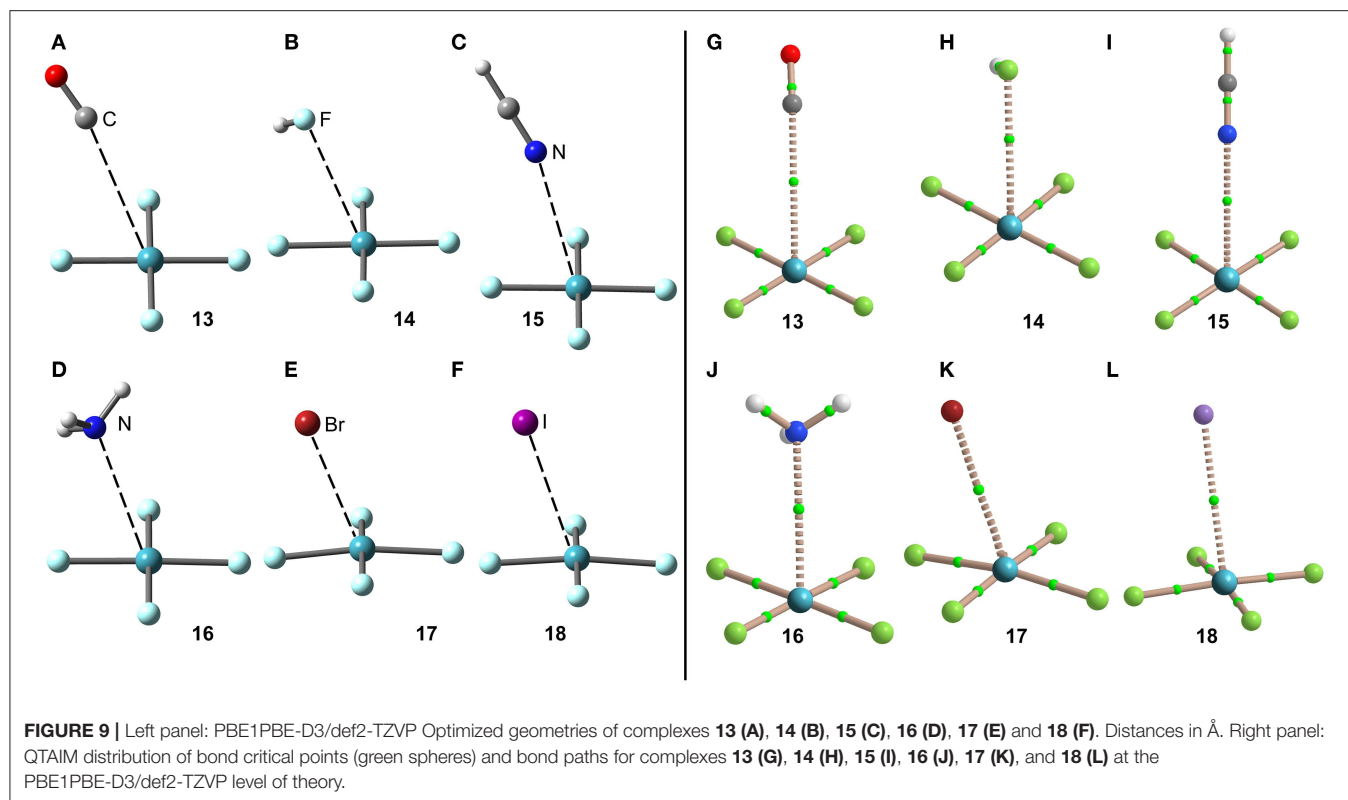 A
B
C
C
F
N
13
14
15
D
E
F
N
Br
I
16
17
18
G
H
I
13
14
15
J
K
L
16
17
18
FIGURE 9 | Left panel: PBE1PBE-D3/def2-TZVP Optimized geometries of complexes 13 (A), 14 (B), 15 (C), 16 (D), 17 (E) and 18 (F). Distances in Å. Right panel:
QTAIM distribution of bond critical points (green spheres) and bond paths for complexes 13 (G), 14 (H), 15 (I), 16 (J), 17 (K), and 18 (L) at the
PBE1PBE-D3/def2-TZVP level of theory.